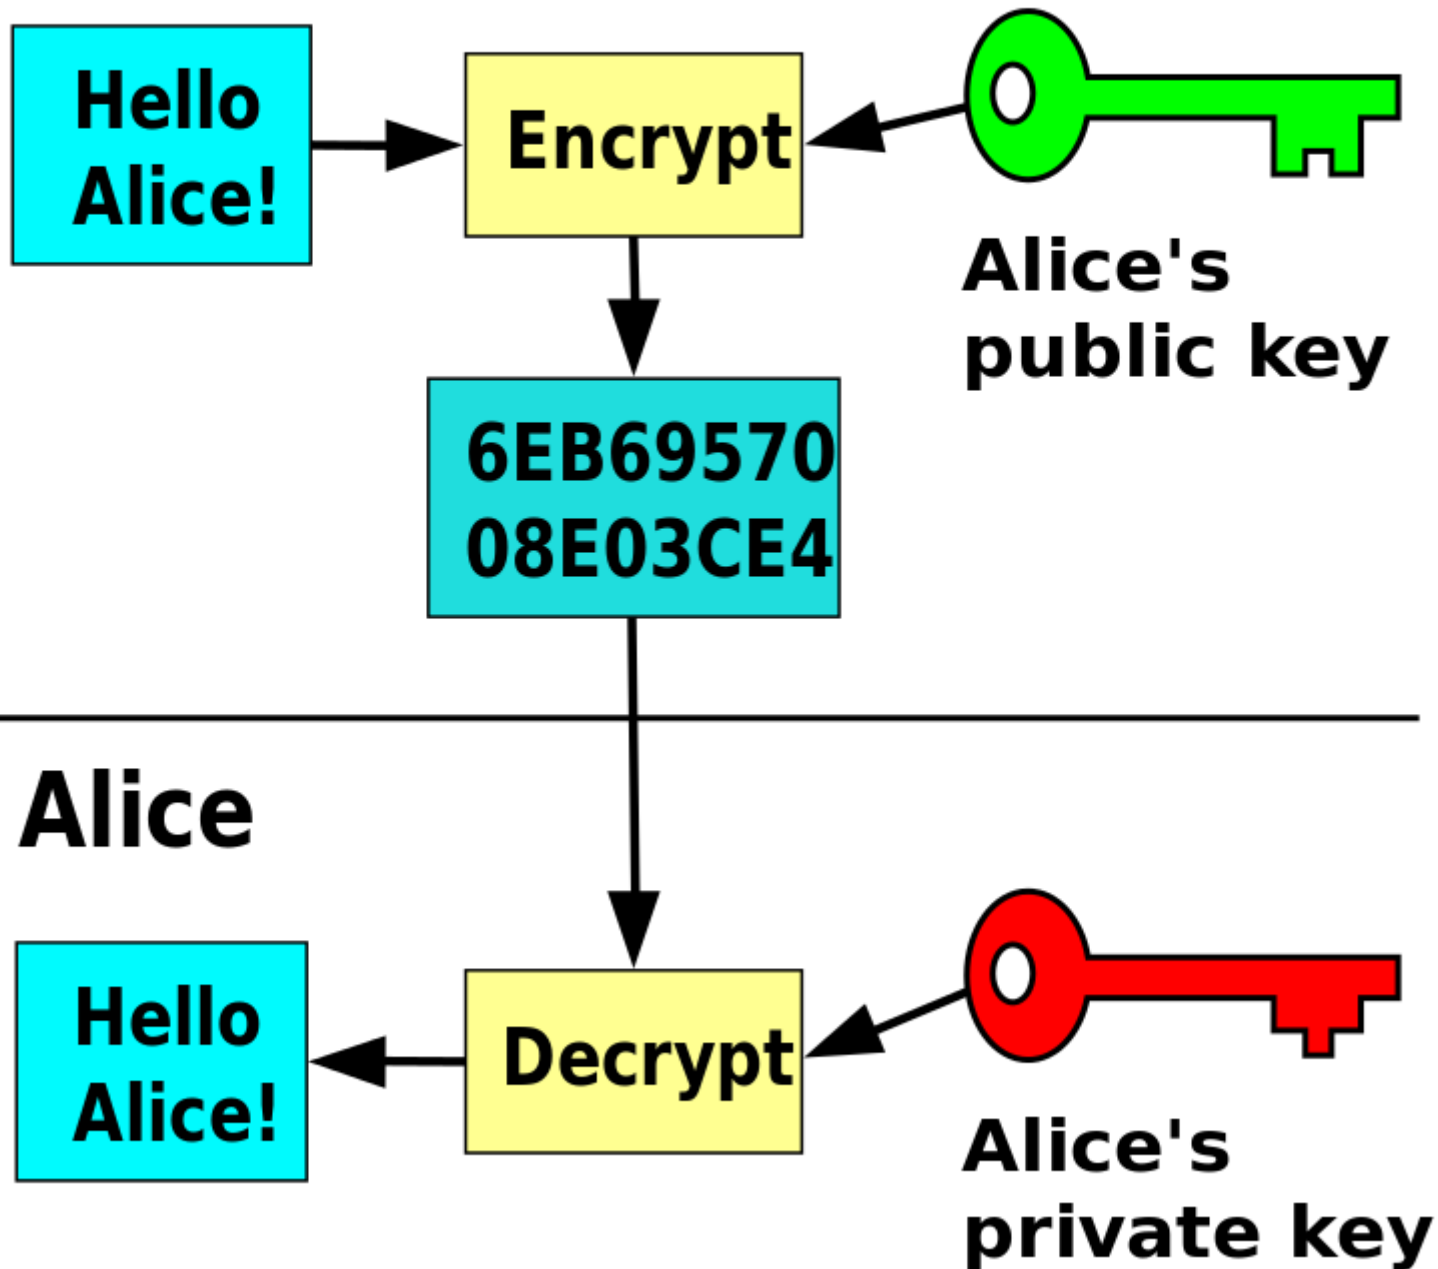 Hello
Alice!
Encrypt
Alice's
public key
6EB69570
08E03CE4
Alice
Hello
Alice!
Decrypt
Alice's
private key